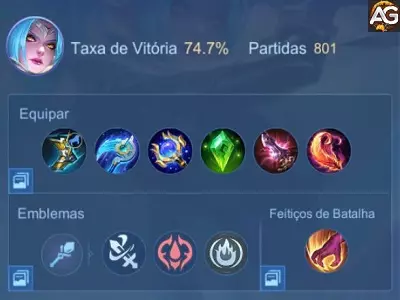 AG
Taxa de Vitória 74.7% Partidas 801
Equipar
Emblemas
Feitiços de Batalha